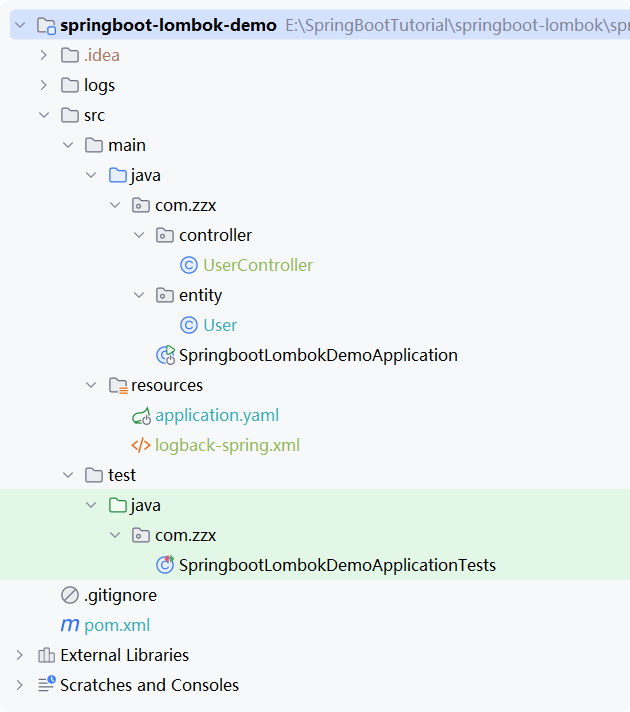 springboot-lombok-demo E:\SpringBootTutorial\springboot-lombok\spr
.idea
logs
src
main
java
com.zzx
controller
UserController
entity
User
SpringbootLombokDemoApplication
resources
application.yaml
logback-spring.xml
test
java
com.zzx
SpringbootLombokDemoApplicationTests
.gitignore
pom.xml
External Libraries
Scratches and Consoles